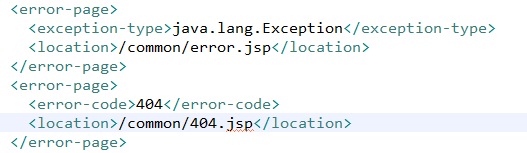 <error-page>
<exception-type>java.lang.Exception</exception-type>
<location>/common/error.jsp</location>
</error-page>
<error-page>
<error-code>404</error-code>
<location>/common/404.jsp</location>
</error-page>